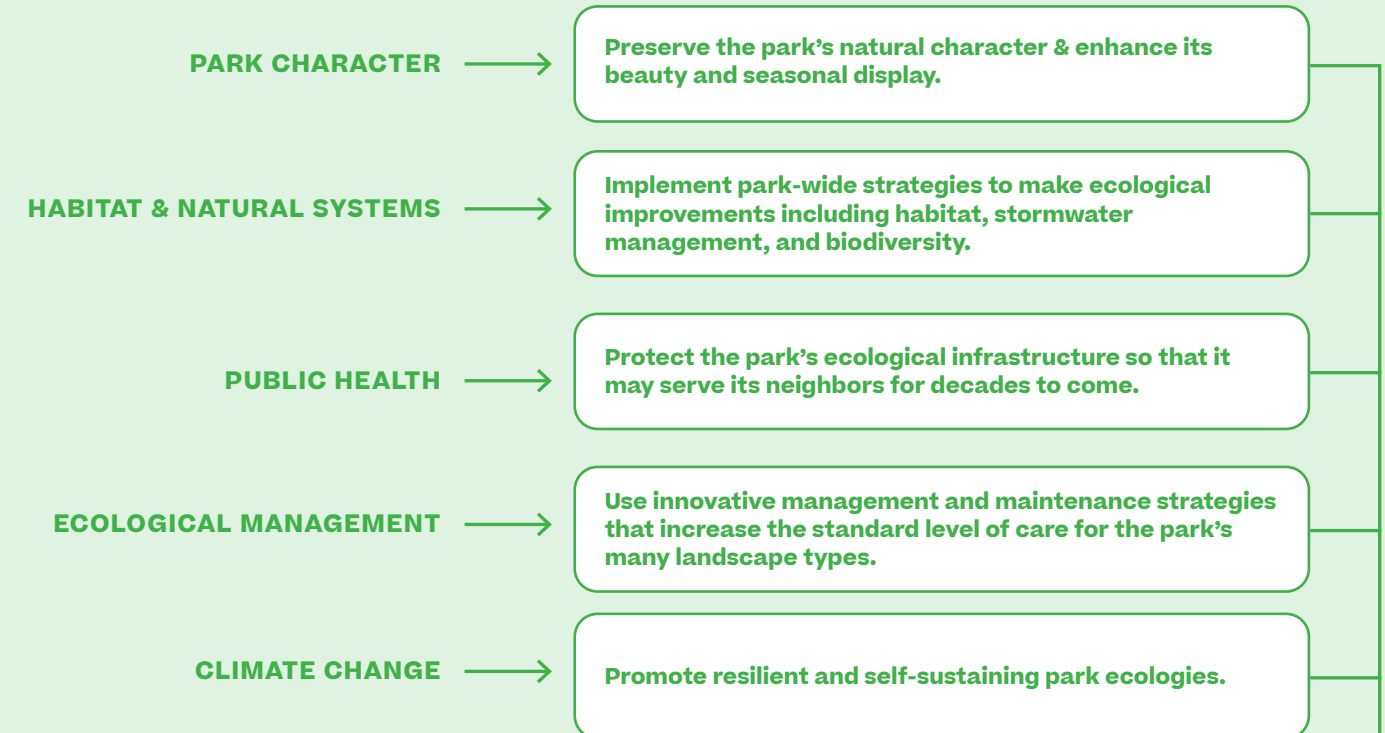 PARK CHARACTER
Preserve the park’s natural character & enhance its
beauty and seasonal display.
HABITAT & NATURAL SYSTEMS
Implement park-wide strategies to make ecological
improvements including habitat, stormwater
management, and biodiversity.
PUBLIC HEALTH
Protect the park’s ecological infrastructure so that it
may serve its neighbors for decades to come.
ECOLOGICAL MANAGEMENT
Use innovative management and maintenance strategies
that increase the standard level of care for the park’s
many landscape types.
CLIMATE CHANGE
Promote resilient and self-sustaining park ecologies.